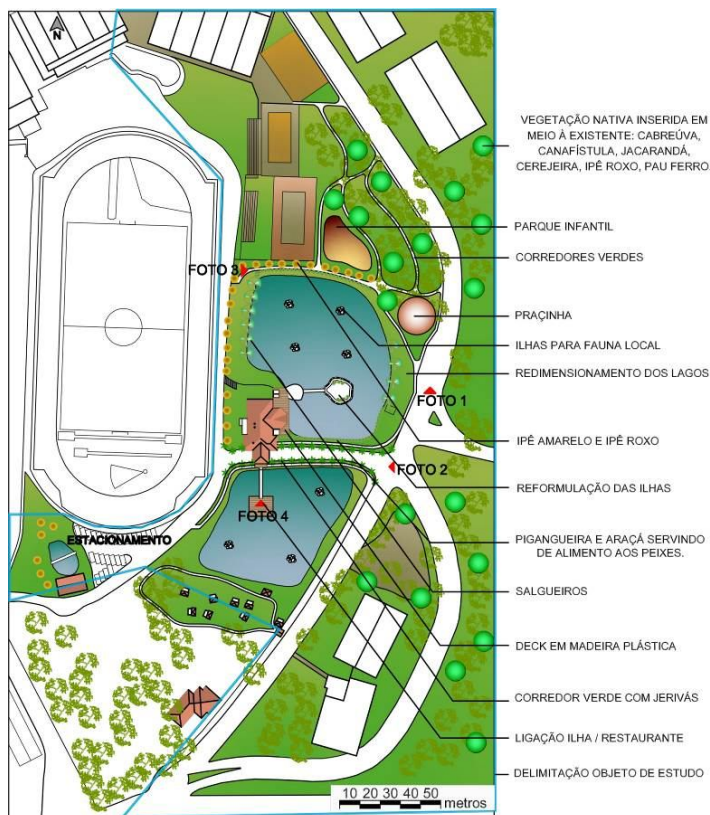 N
VEGETAÇÃO NATIVA INSERIDA EM
MEIO À EXISTENTE: CABREÚVA,
CANAFÍSTULA, JACARANDÁ,
CEREJEIRA, IPÊ ROXO, PAU FERRO
PARQUE INFANTIL
CORREDORES VERDES
FOTO 3
PRAÇINHA
ILHAS PARA FAUNA LOCAL
REDIMENSIONAMENTO DOS LAGOS
FOTO 1
IPÊ AMARELO E IPÊ ROXO
FOTO 2
REFORMULAÇÃO DAS ILHAS
FOTO 4
ESTACIONAMENTO
PIGANGUEIRA E ARAÇÁ SERVINDO
DE ALIMENTO AOS PEIXES.
SALGUEIROS
DECK EM MADEIRA PLÁSTICA
CORREDOR VERDE COM JERIVÁS
LIGAÇÃO ILHA / RESTAURANTE
DELIMITAÇÃO OBJETO DE ESTUDO
10 20 30 40 50
metros